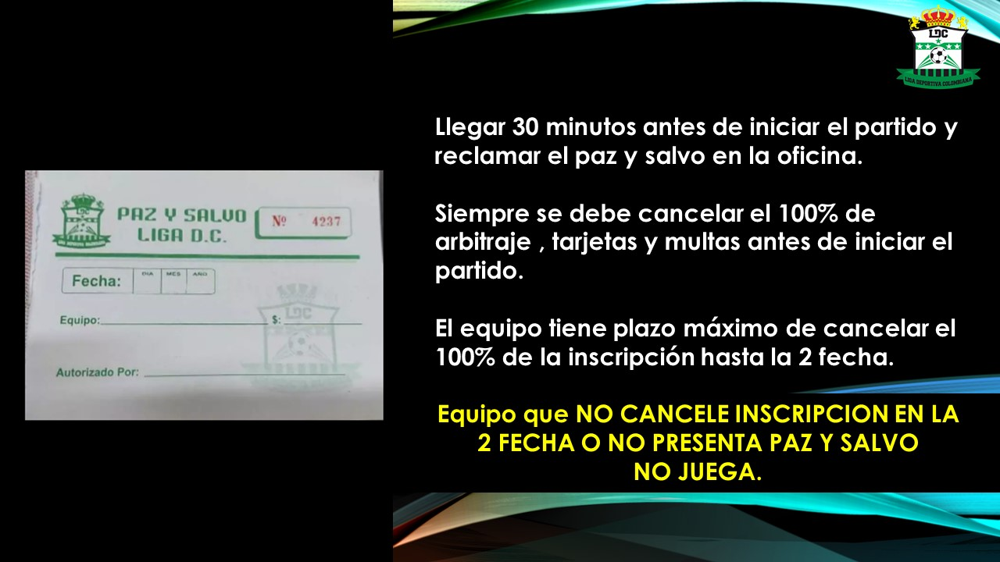 LDC
LIGA DEPORTIVA COLOMBIANA
Llegar 30 minutos antes de iniciar el partido y
reclamar el paz y salvo en la oficina.
Siempre se debe cancelar el 100% de
arbitraje , tarjetas y multas antes de iniciar el
partido.
El equipo tiene plazo máximo de cancelar el
100% de la inscripción hasta la 2 fecha.
Equipo que NO CANCELE INSCRIPCION EN LA
2 FECHA O NO PRESENTA PAZ Y SALVO
NO JUEGA.
LDC
PAZ Y SALVO
LIGA D.C.
Nº 4237
Fecha:
DIA MES AÑO
LDC
Equipo: $:
Autorizado Por: